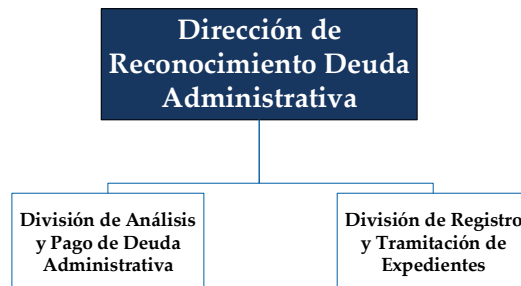 Dirección de
Reconocimiento Deuda
Administrativa
División de Análisis
y Pago de Deuda
Administrativa
División de Registro
y Tramitación de
Expedientes